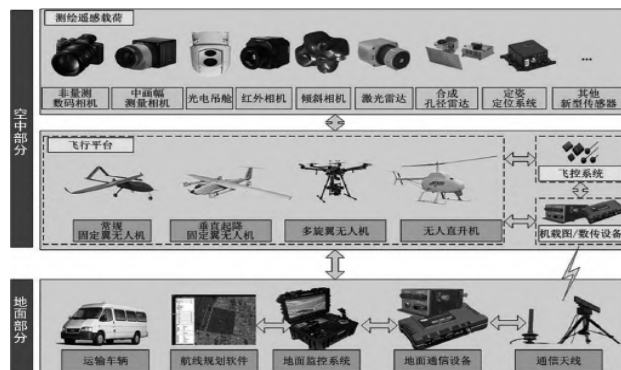 测绘遥感载荷
非量测
数码相机
中画幅
测量相机
光电吊舱
红外相机
倾斜相机
激光雷达
合成
孔径雷达
定姿
定位系统
...
其他
新型传感器
空中部分
飞行平台
常规
固定翼无人机
垂直起降
固定翼无人机
多旋翼无人机
无人直升机
飞控系统
机载图/数传设备
地面部分
运输车辆
航线规划软件
地面监控系统
地面通信设备
通信天线